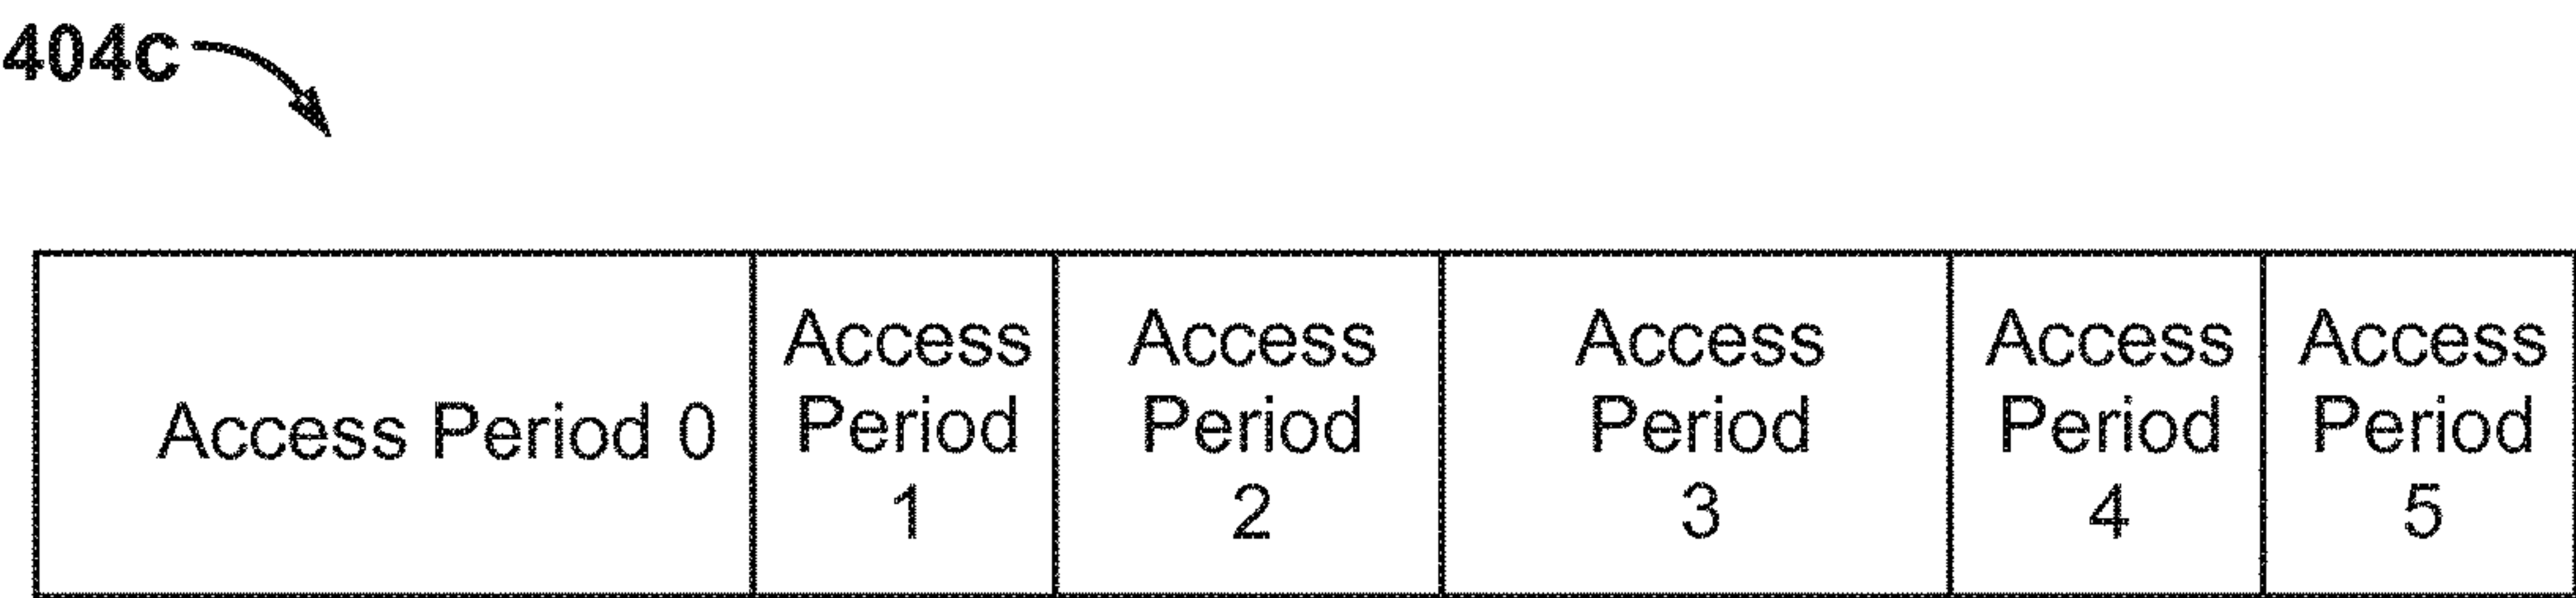 404c
Access Period 0
Access
Period
1
Access
Period
2
Access
Period
3
Access
Period
4
Access
Period
5